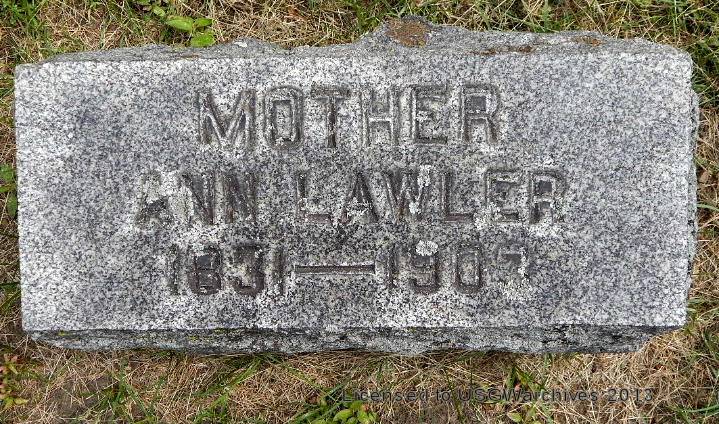 MOTHER
ANN LAWLER
1831—1907
Licensed to USGWarchives 2013